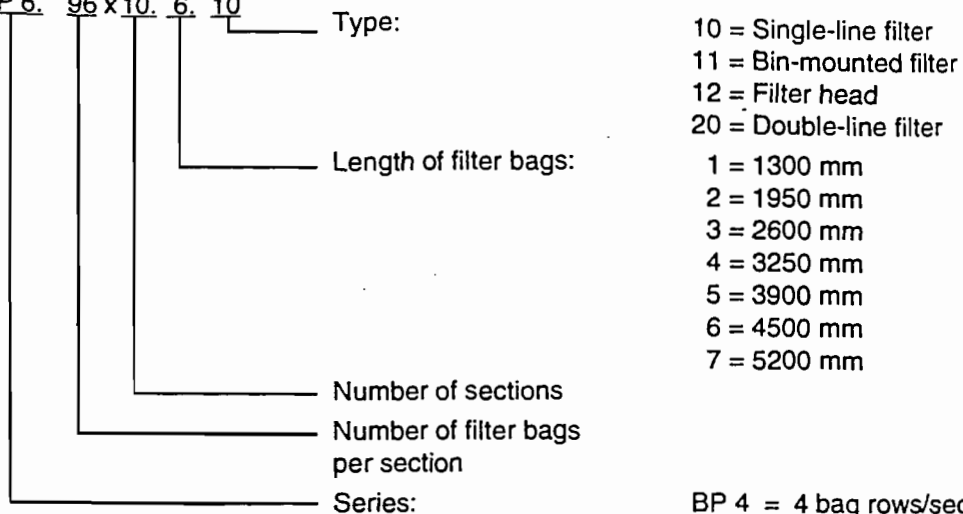 P 6. 96 x 10. 6. 10
Type:
10 = Single-line filter
11 = Bin-mounted filter
12 = Filter head
20 = Double-line filter
Length of filter bags:
1 = 1300 mm
2 = 1950 mm
3 = 2600 mm
4 = 3250 mm
5 = 3900 mm
6 = 4500 mm
7 = 5200 mm
Number of sections
Number of filter bags
per section
Series:
BP 4 = 4 bag rows/sec